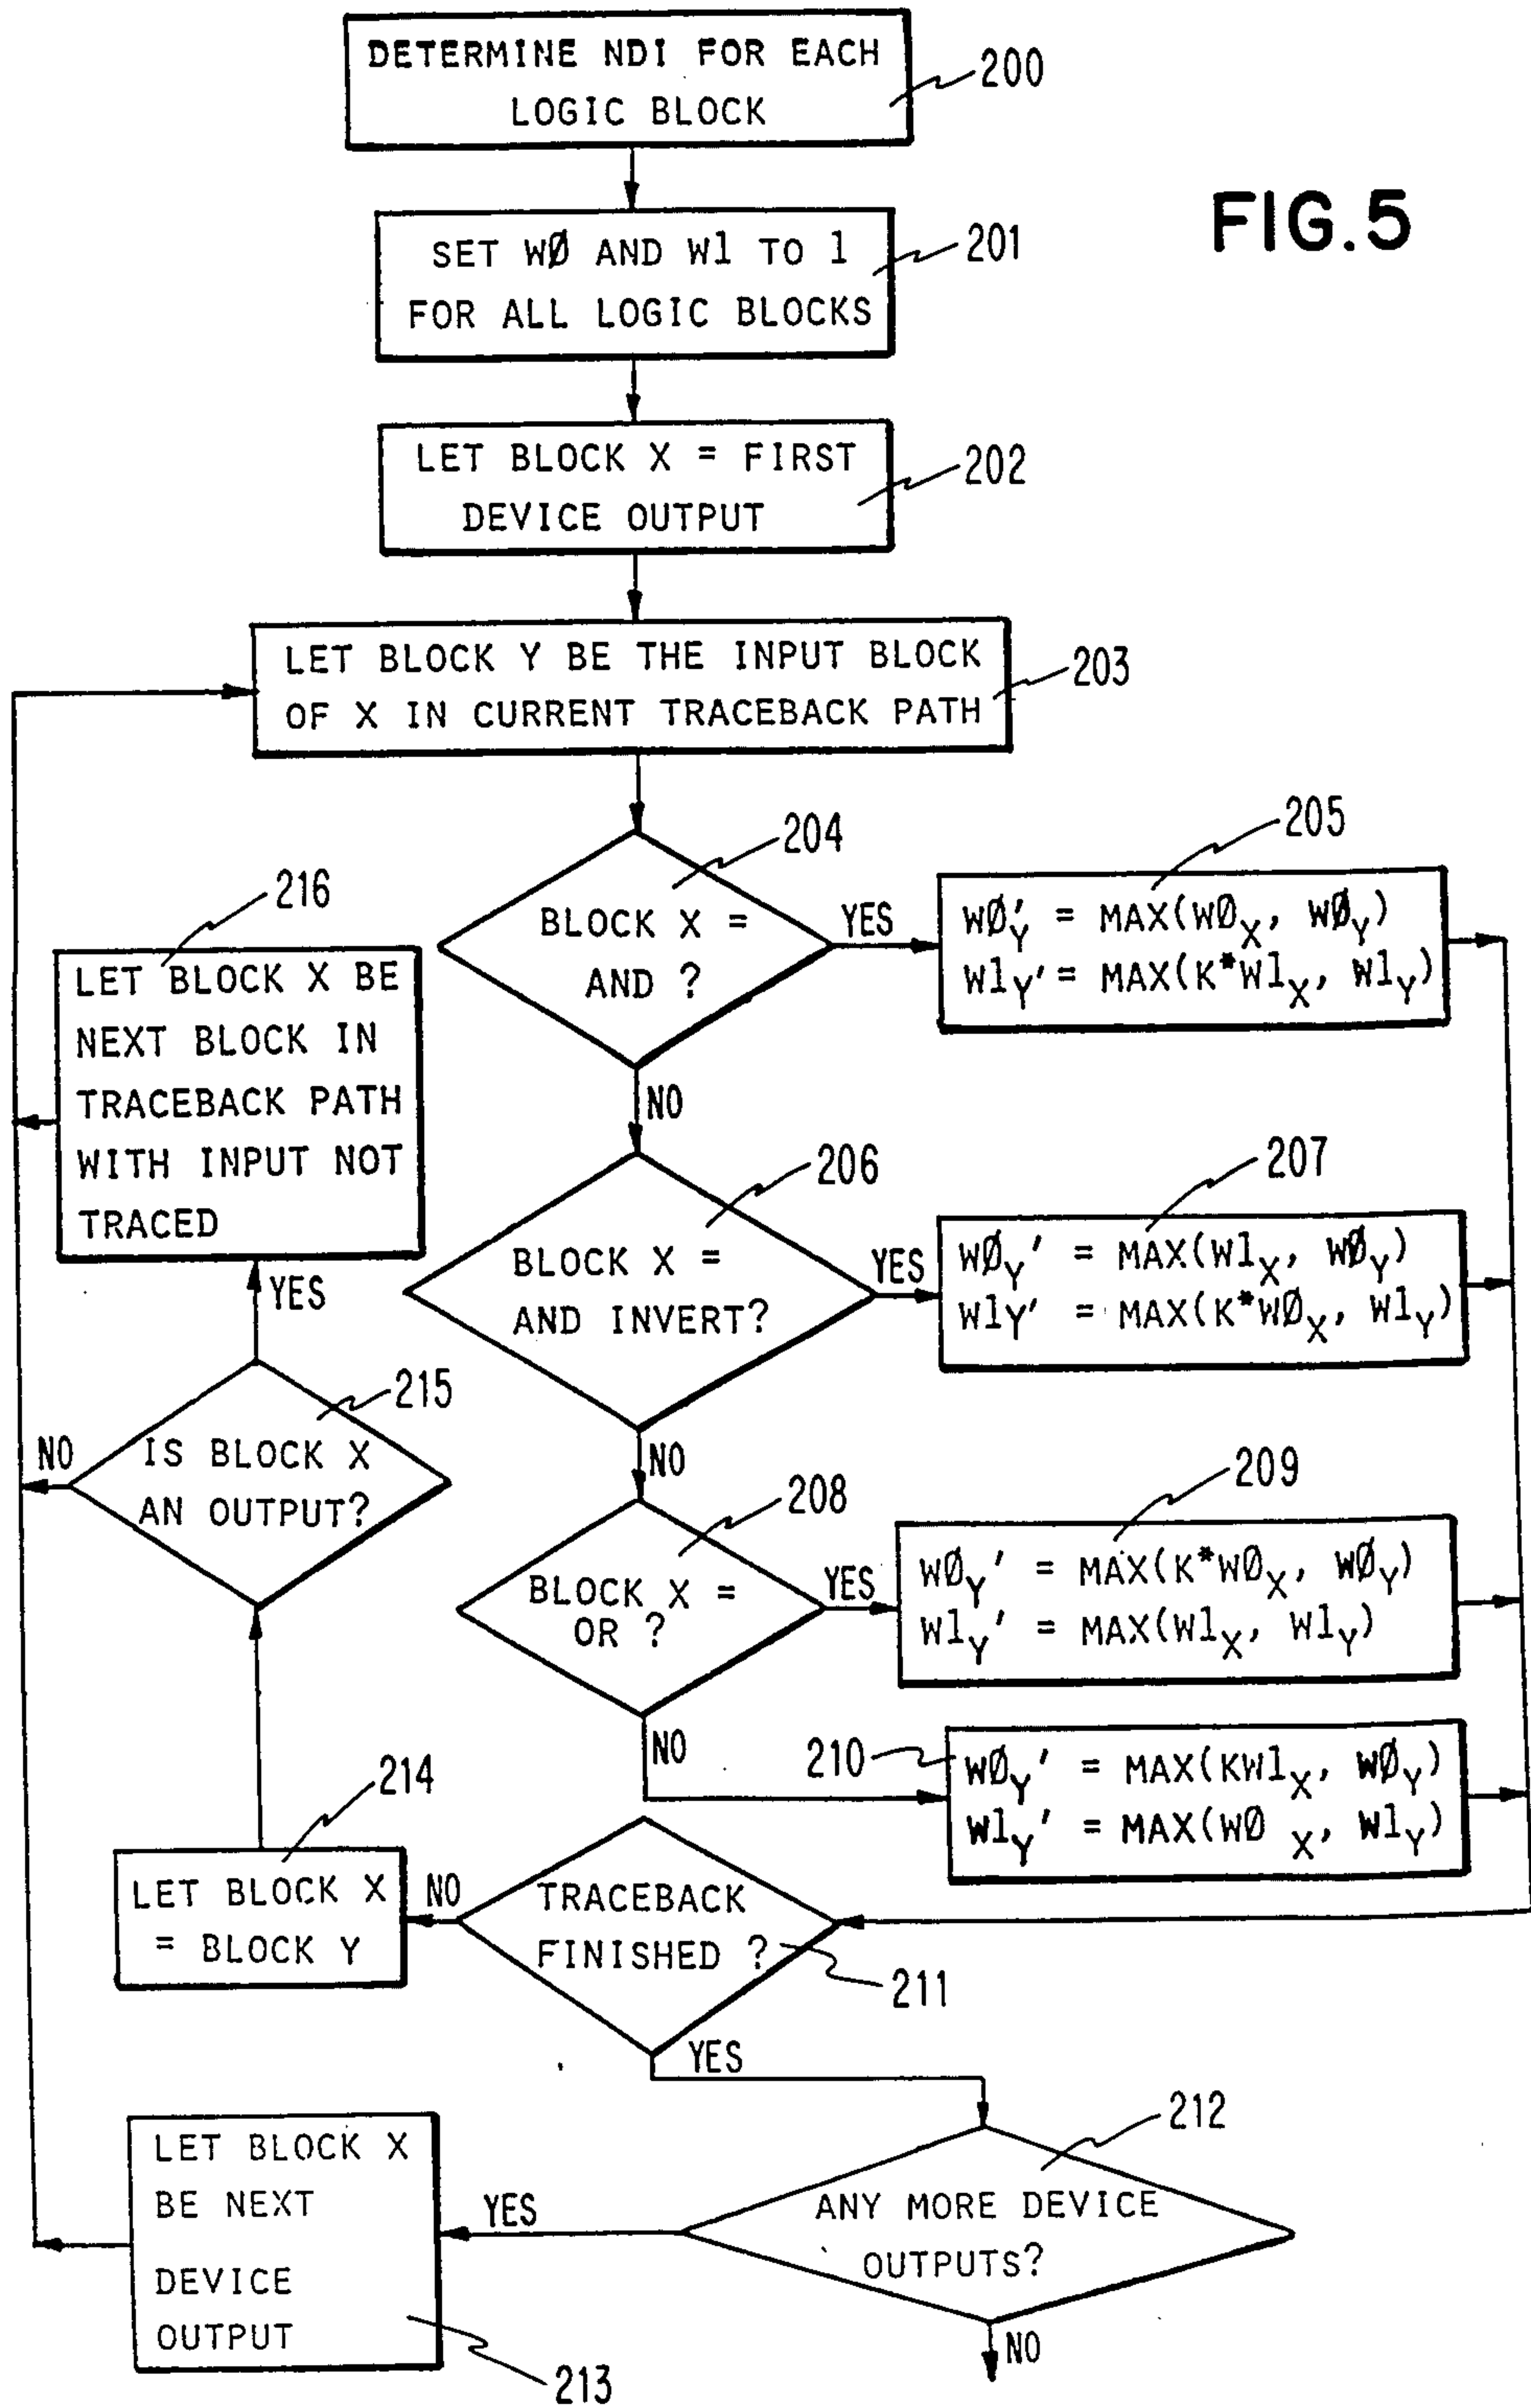 DETERMINE NDI FOR EACH
LOGIC BLOCK
200
FIG.5
SET WØ AND W1 TO 1
FOR ALL LOGIC BLOCKS
201
LET BLOCK X = FIRST
DEVICE OUTPUT
202
LET BLOCK Y BE THE INPUT BLOCK
OF X IN CURRENT TRACEBACK PATH
203
204
BLOCK X =
AND ?
YES
205
WØY' = MAX(WØX, WØY)
W1Y' = MAX(K*W1X, W1Y)
NO
216
LET BLOCK X BE
NEXT BLOCK IN
TRACEBACK PATH
WITH INPUT NOT
TRACED
YES
206
BLOCK X =
AND INVERT?
YES
207
WØY' = MAX(W1X, WØY)
W1Y' = MAX(K*WØX, W1Y)
NO
215
IS BLOCK X
AN OUTPUT?
NO
208
BLOCK X =
OR ?
YES
209
WØY' = MAX(K*WØX, WØY)
W1Y' = MAX(W1X, W1Y)
NO
210
WØY' = MAX(KW1X, WØY)
W1Y' = MAX(WØ X, W1Y)
214
LET BLOCK X
= BLOCK Y
NO
TRACEBACK
FINISHED ?
211
YES
212
ANY MORE DEVICE
OUTPUTS?
YES
NO
LET BLOCK X
BE NEXT
DEVICE
OUTPUT
213